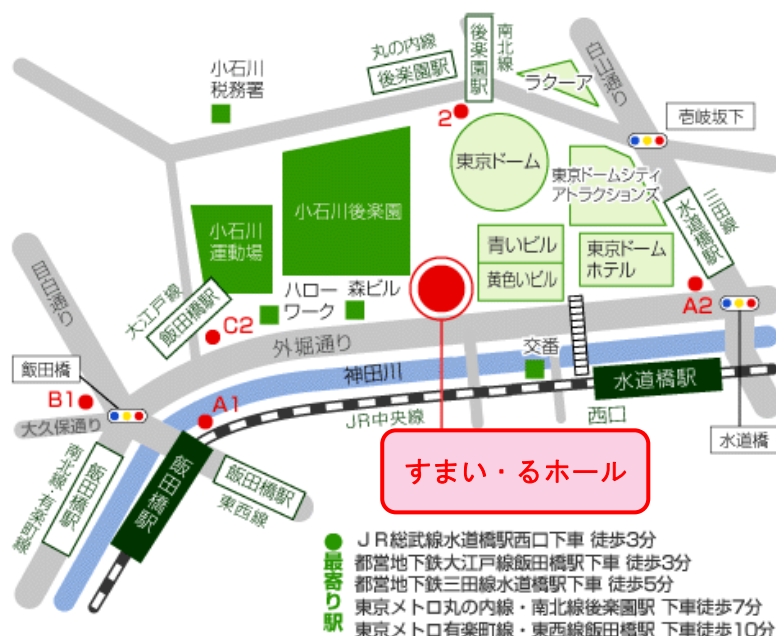 小石川
税務署
丸の内線
後楽園駅
後楽園駅
南北線
ラクーア
白山通り
壱岐坂下
2
東京ドーム
東京ドームシティ
アトラクションズ
三田線
水道橋駅
小石川後楽園
小石川
運動場
青いビル
黄色いビル
東京ドーム
ホテル
目白通り
大江戸線
飯田橋駅
C2
ハロー
ワーク
森ビル
A2
外堀通り
交番
飯田橋
神田川
水道橋駅
B1
A1
大久保通り
JR中央線
西口
水道橋
すまい・るホール
南北線・有楽町線
飯田橋駅
飯田橋駅
飯田橋駅
東西線
最寄り駅
JR総武線水道橋駅西口下車 徒歩3分
都営地下鉄大江戸線飯田橋駅下車 徒歩3分
都営地下鉄三田線水道橋駅下車 徒歩5分
東京メトロ丸の内線・南北線後楽園駅 下車徒歩7分
東京メトロ有楽町線・東西線飯田橋駅 下車徒歩10分